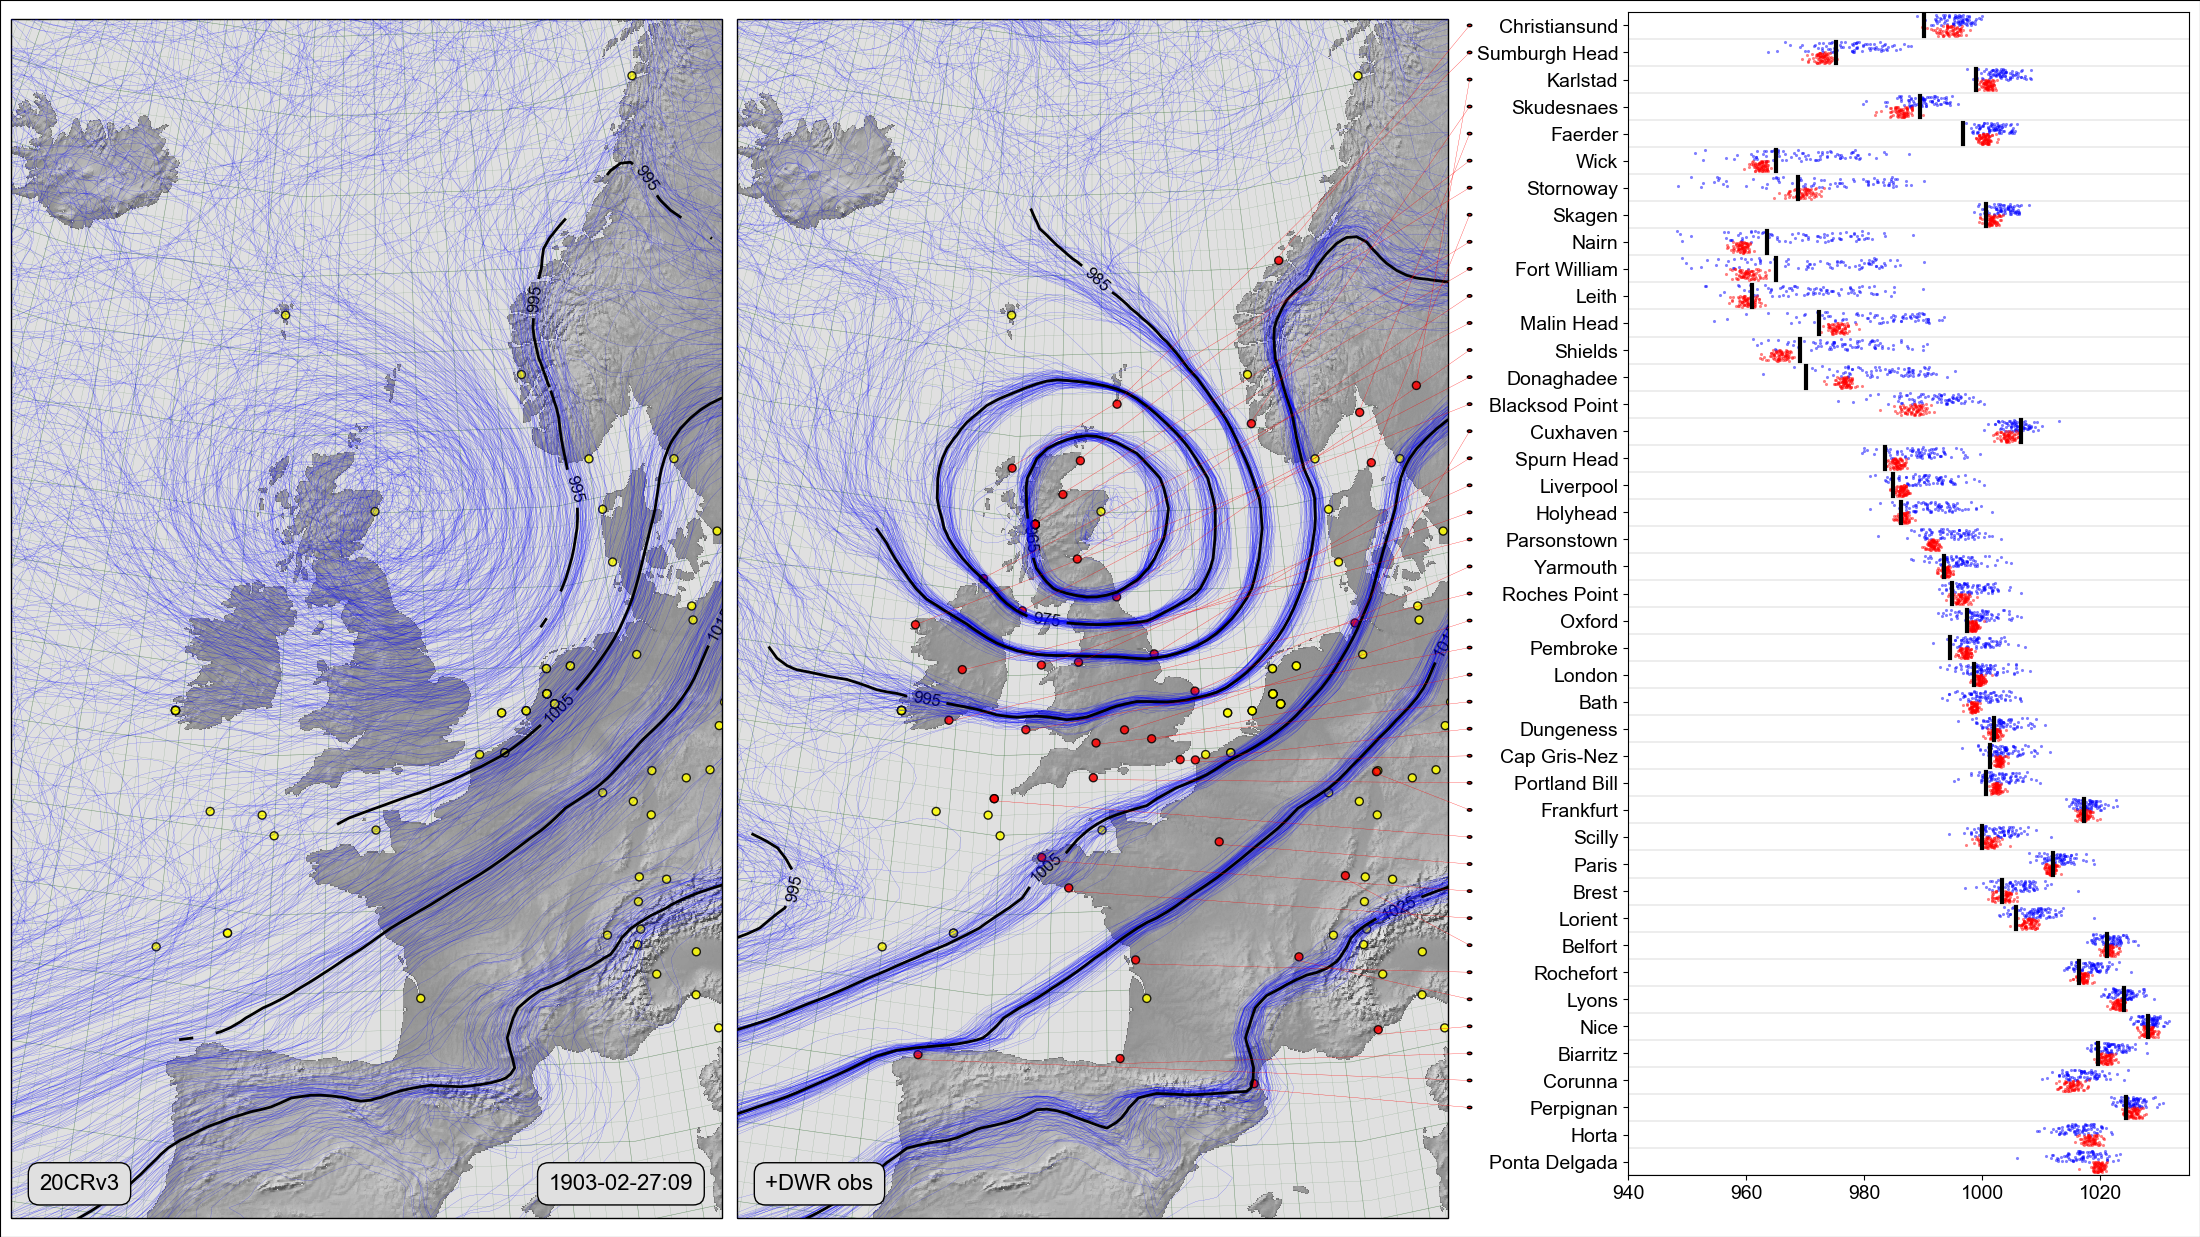 995
995
995
1005
1015
20CRv3
1903-02-27:09
985
965
975
995
995
1005
1015
1025
+DWR obs
Christiansund
Sumburgh Head
Karlstad
Skudesnaes
Faerder
Wick
Stornoway
Skagen
Nairn
Fort William
Leith
Malin Head
Shields
Donaghadee
Blacksod Point
Cuxhaven
Spurn Head
Liverpool
Holyhead
Parsonstown
Yarmouth
Roches Point
Oxford
Pembroke
London
Bath
Dungeness
Cap Gris-Nez
Portland Bill
Frankfurt
Scilly
Paris
Brest
Lorient
Belfort
Rochefort
Lyons
Nice
Biarritz
Corunna
Perpignan
Horta
Ponta Delgada
940 960 980 1000 1020